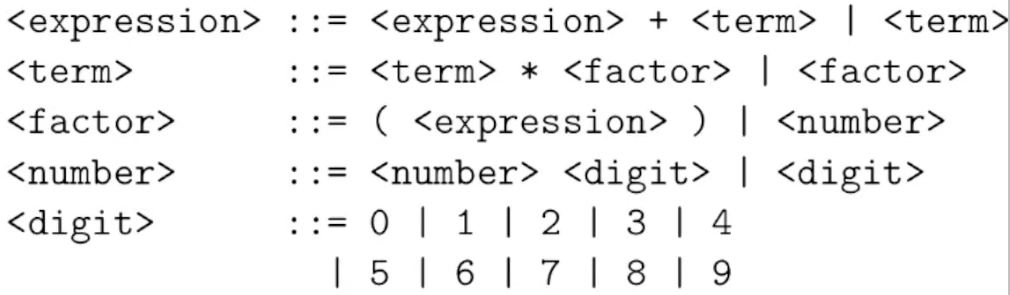 <expression> ::= <expression> + <term> | <term>
<term> ::= <term> * <factor> | <factor>
<factor> ::= ( <expression> ) | <number>
<number> ::= <number> <digit> | <digit>
<digit> ::= 0 | 1 | 2 | 3 | 4
| 5 | 6 | 7 | 8 | 9